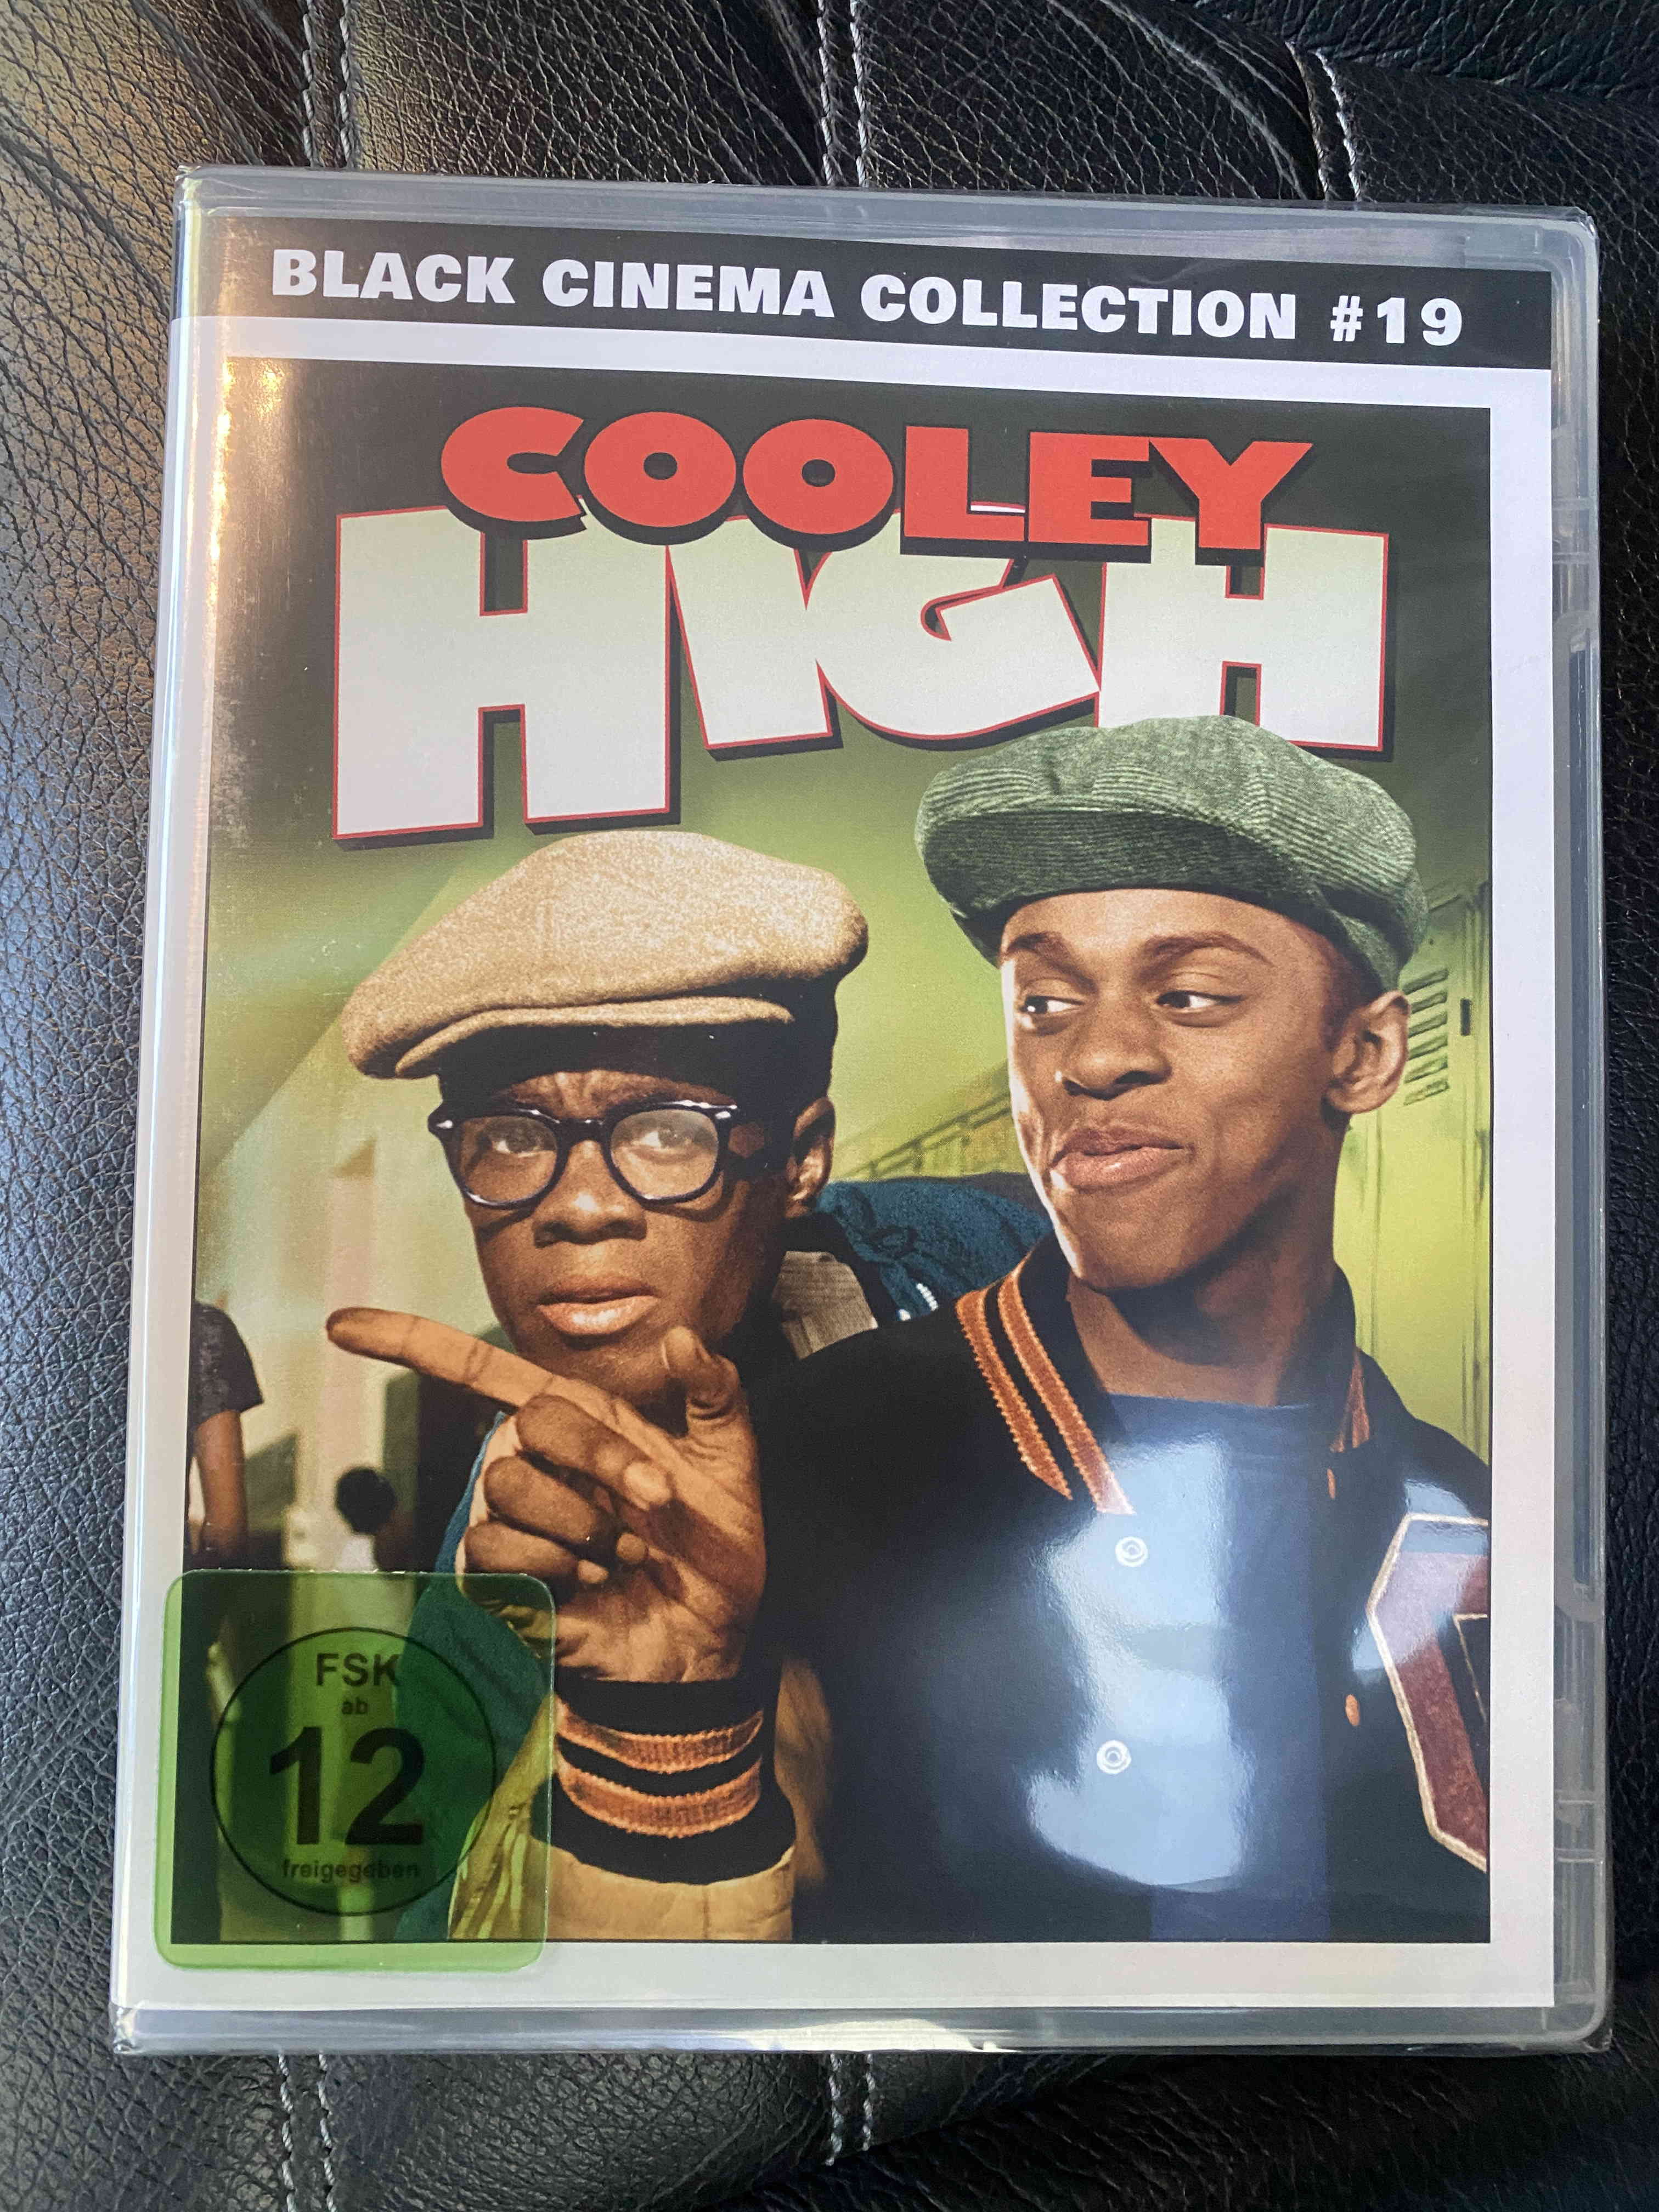 BLACK CINEMA COLLECTION #19
COOLEY
HIGH
FSK
ab
12
freigegeben